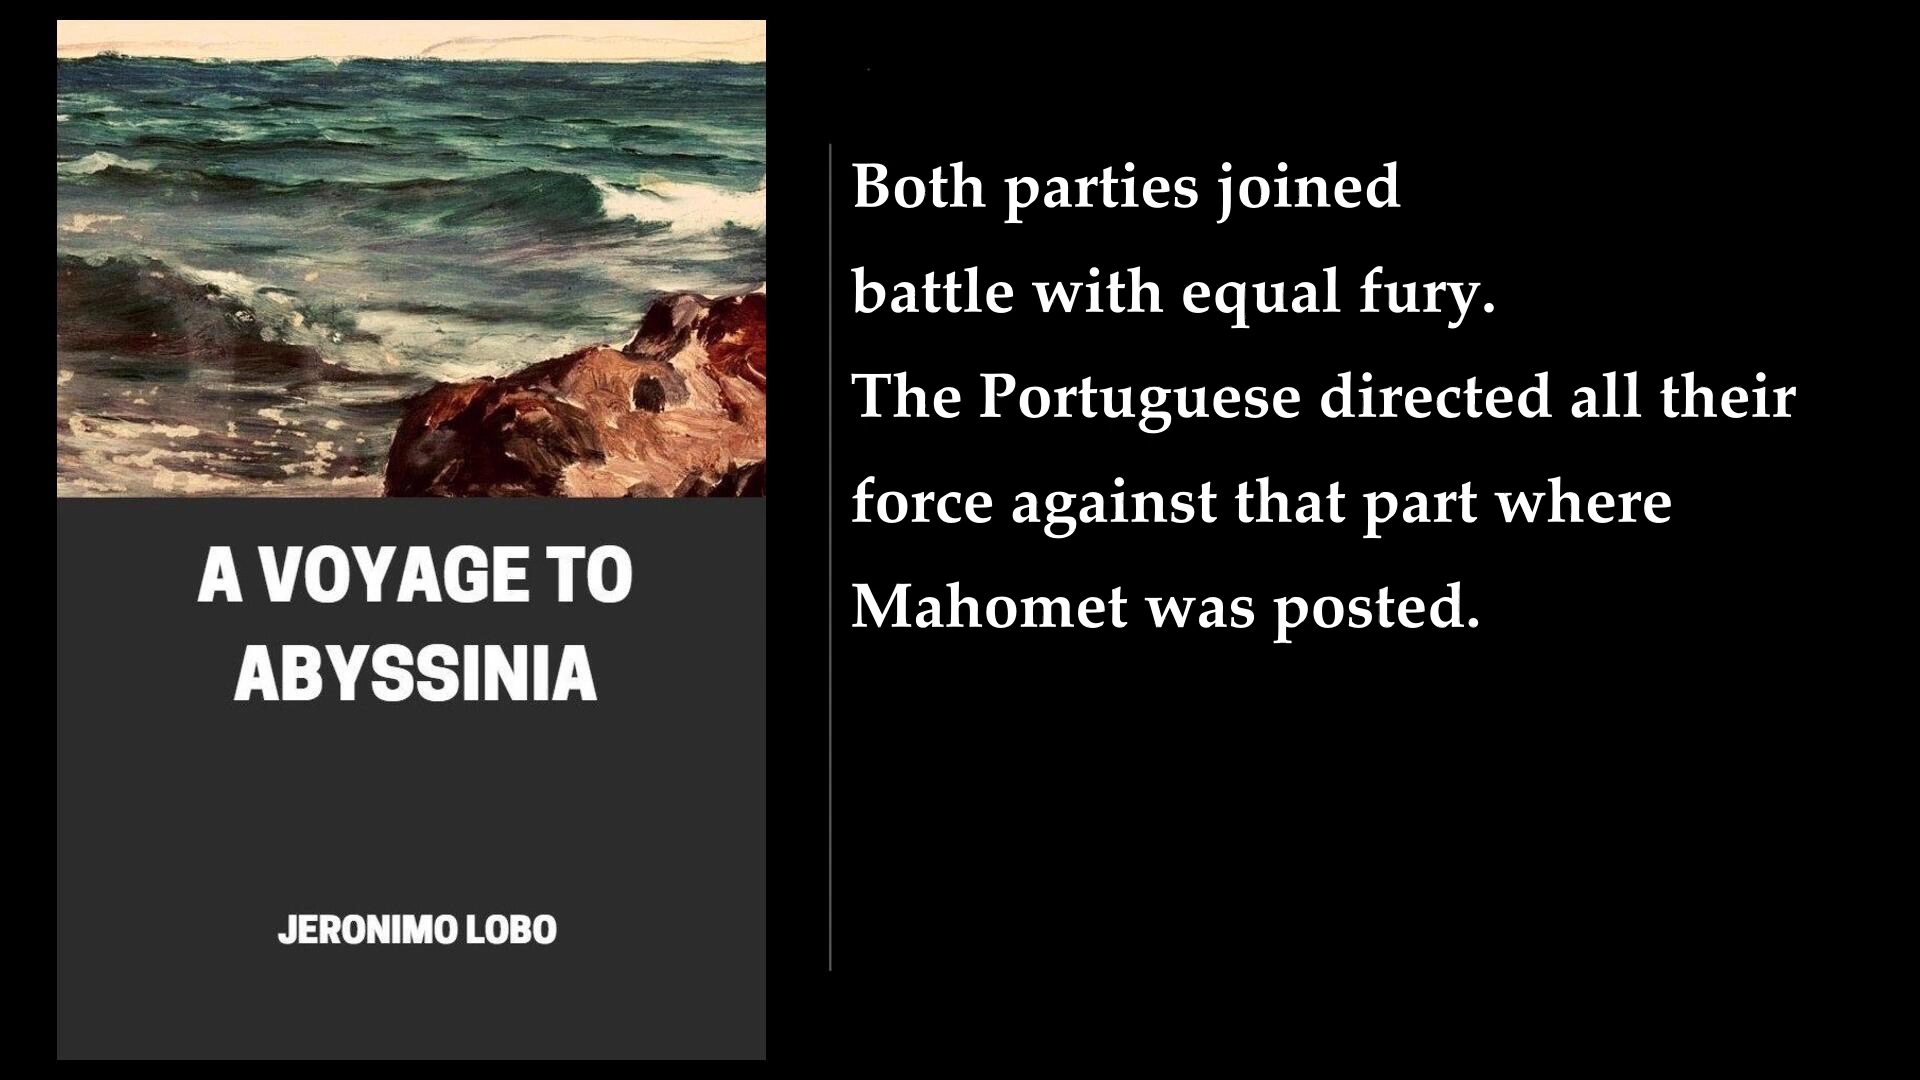 A VOYAGE TO
ABYSSINIA
JERONIMO LOBO
Both parties joined
battle with equal fury.
The Portuguese directed all their
force against that part where
Mahomet was posted.